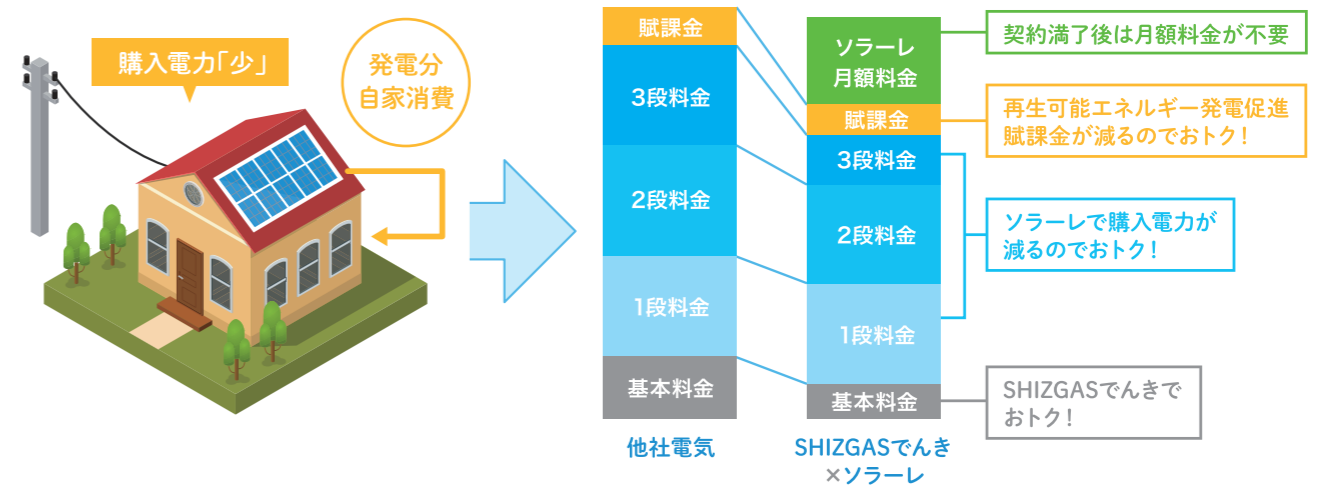 購入電力「少」
発電分
自家消費
賦課金
3段料金
2段料金
1段料金
基本料金
他社電気
ソラーレ
月額料金
賦課金
3段料金
2段料金
1段料金
基本料金
SHIZGASでんき
×ソラーレ
契約満了後は月額料金が不要
再生可能エネルギー発電促進
賦課金が減るのでおトク！
ソラーレで購入電力が
減るのでおトク！
SHIZGASでんきで
おトク！